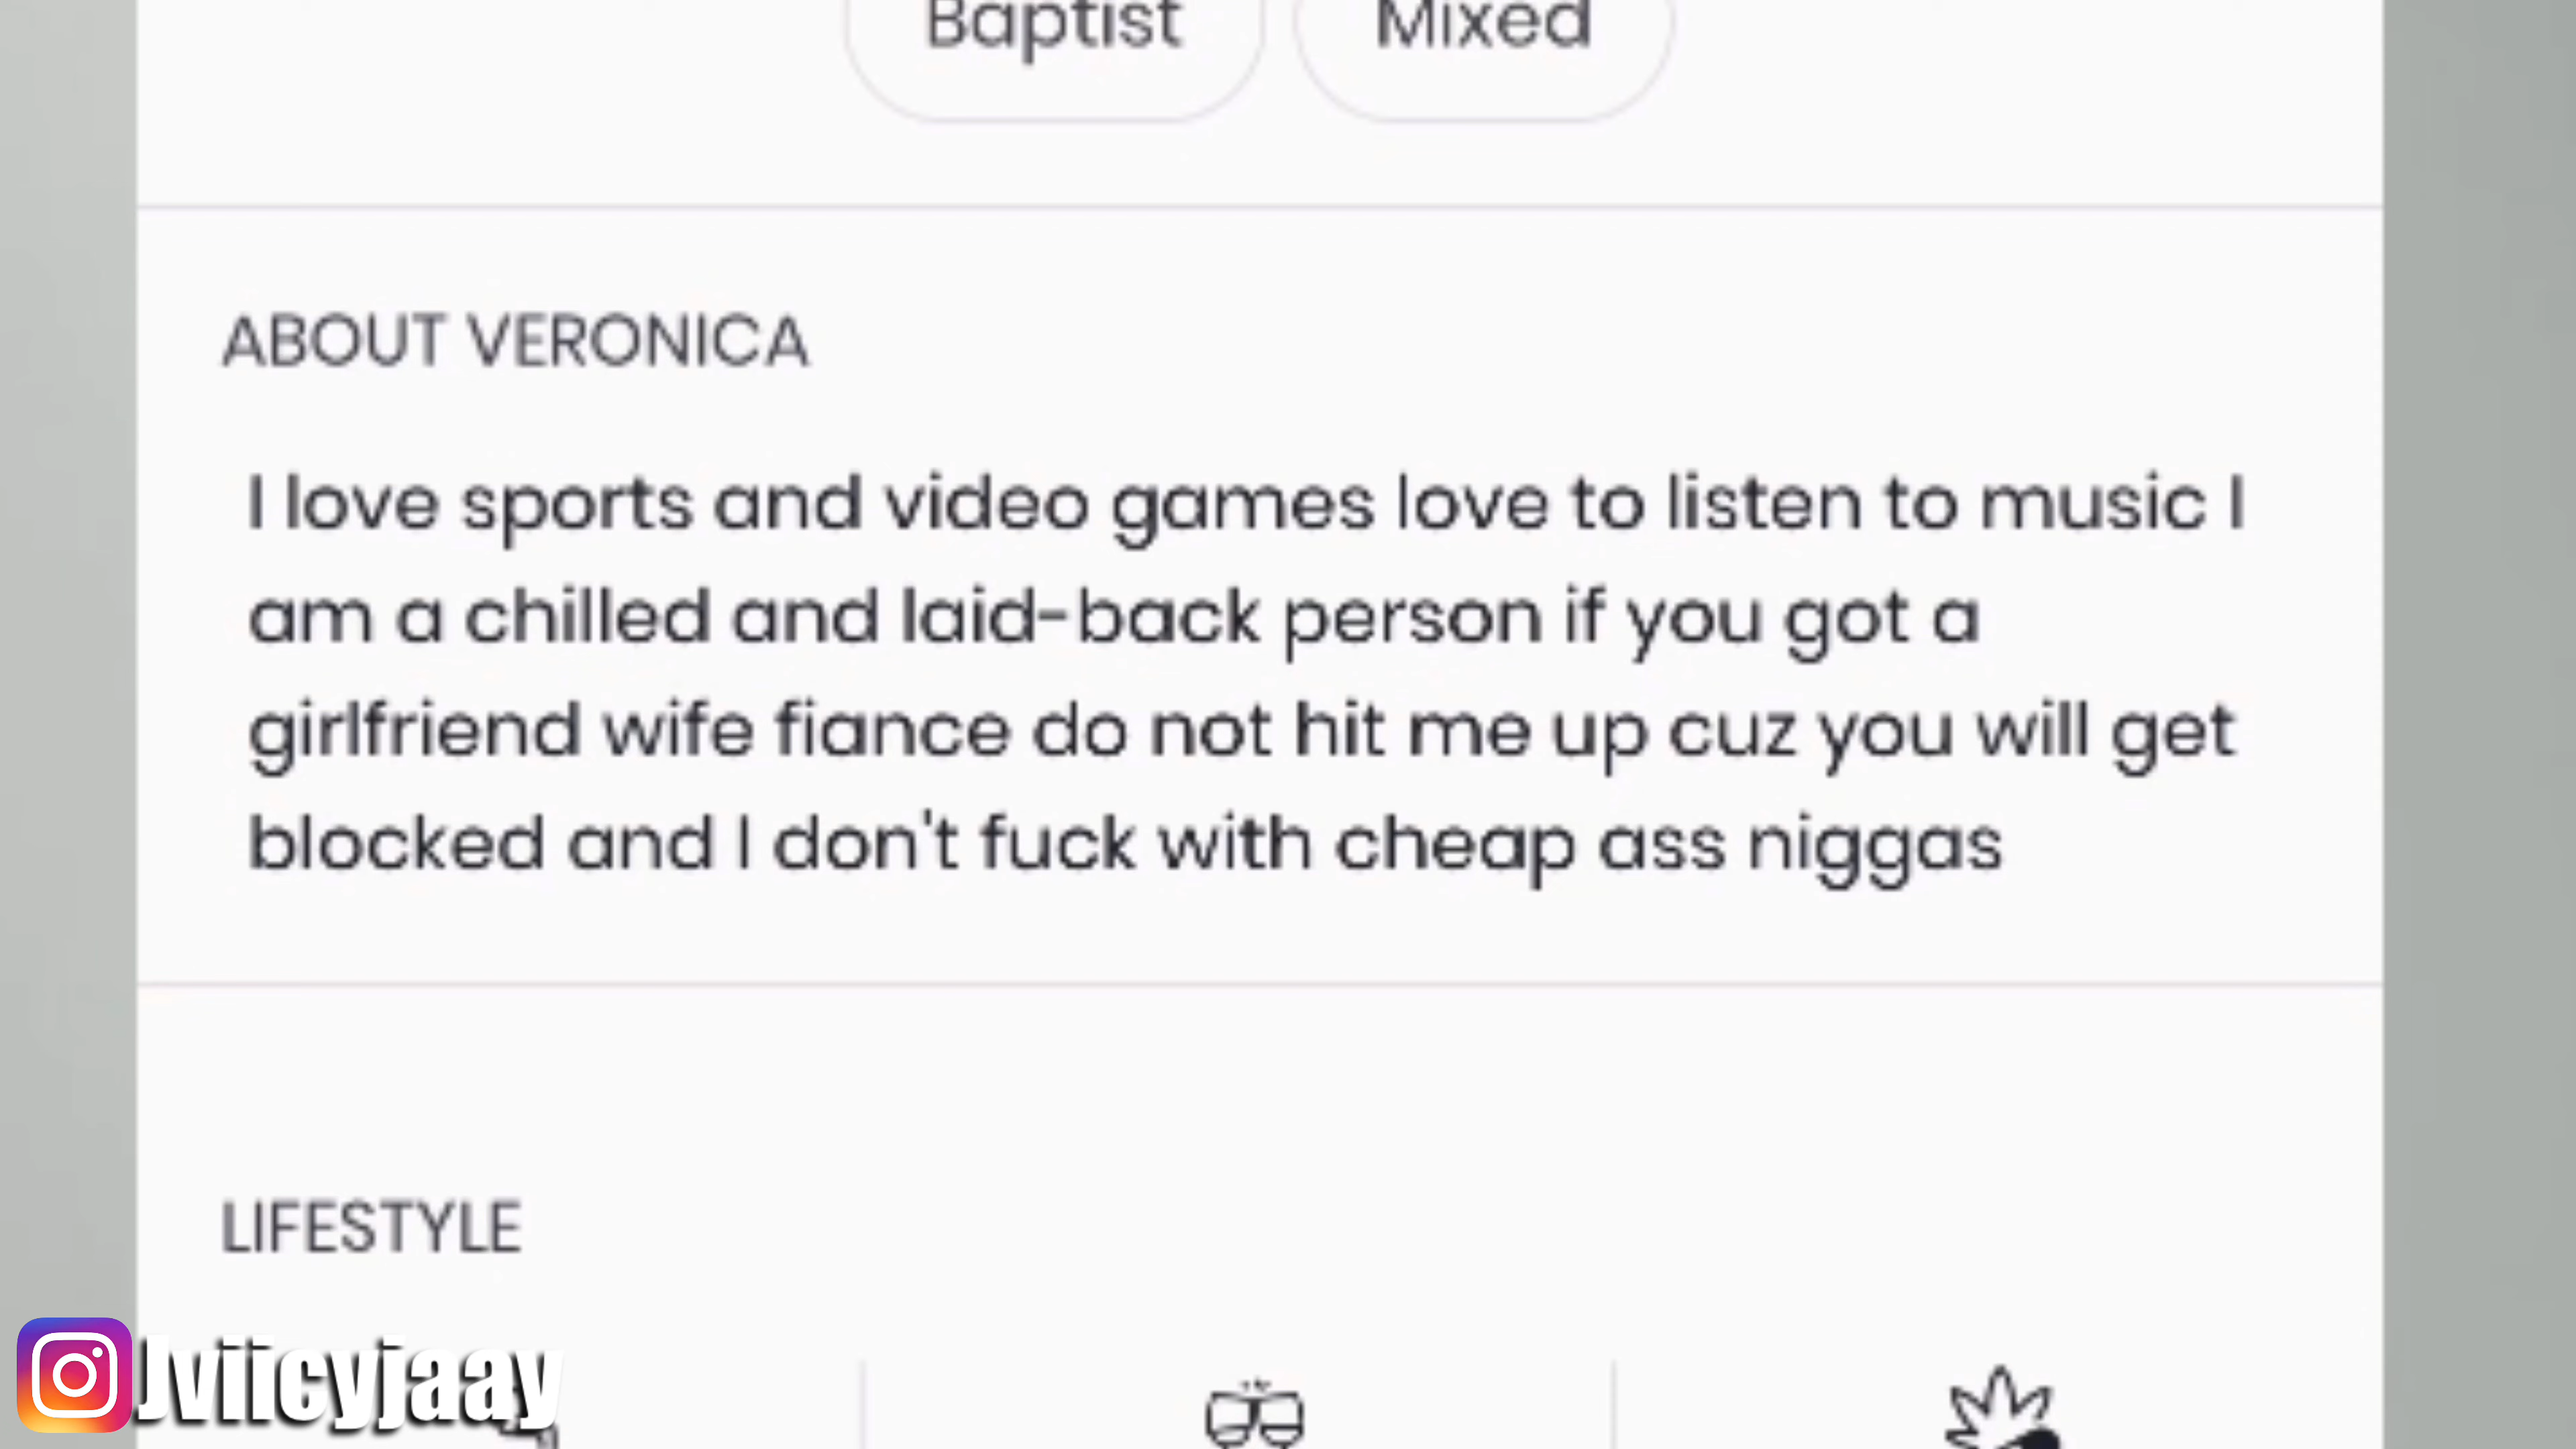 Baptist Mixed
ABOUT VERONICA
I love sports and video games love to listen to music I
am a chilled and laid-back person if you got a
girlfriend wife fiance do not hit me up cuz you will get
blocked and I don't fuck with cheap ass niggas
LIFESTYLE
Jviicyjaay